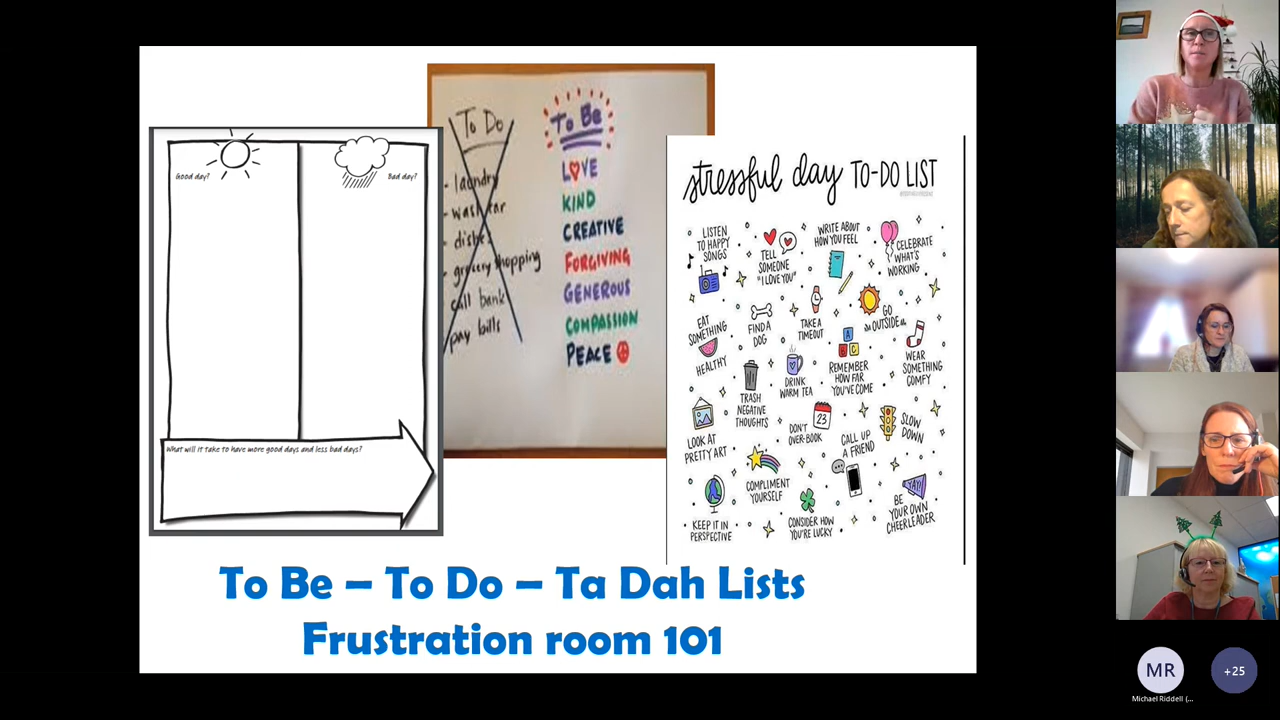 Good day?
Bad day?
What will it take to have more good days and less bad days?
To Do
- laundry
- wash car
- dishes
- grocery shopping
- call bank
- pay bills
To Be
LOVE
KIND
CREATIVE
FORGIVING
GENEROUS
COMPASSION
PEACE
stressful day TO-DO LIST
LISTEN
TO HAPPY
SONGS
TELL
SOMEONE
"I LOVE YOU"
WRITE ABOUT
HOW YOU FEEL
CELEBRATE
WHAT'S
WORKING
EAT
SOMETHING
HEALTHY
FIND A
DOG
TAKE A
TIMEOUT
GO
OUTSIDE
TRASH
NEGATIVE
THOUGHTS
DRINK
WARM TEA
A
B C
REMEMBER
HOW FAR
YOU'VE COME
WEAR
SOMETHING
COMFY
LOOK AT
PRETTY ART
DON'T
OVER-BOOK
23
CALL UP
A FRIEND
SLOW
DOWN
KEEP IT IN
PERSPECTIVE
COMPLIMENT
YOURSELF
CONSIDER HOW
YOU'RE LUCKY
YAY!
BE
YOUR OWN
CHEERLEADER
To Be – To Do – Ta Dah Lists
Frustration room 101
MR
Michael Riddell (...
+25